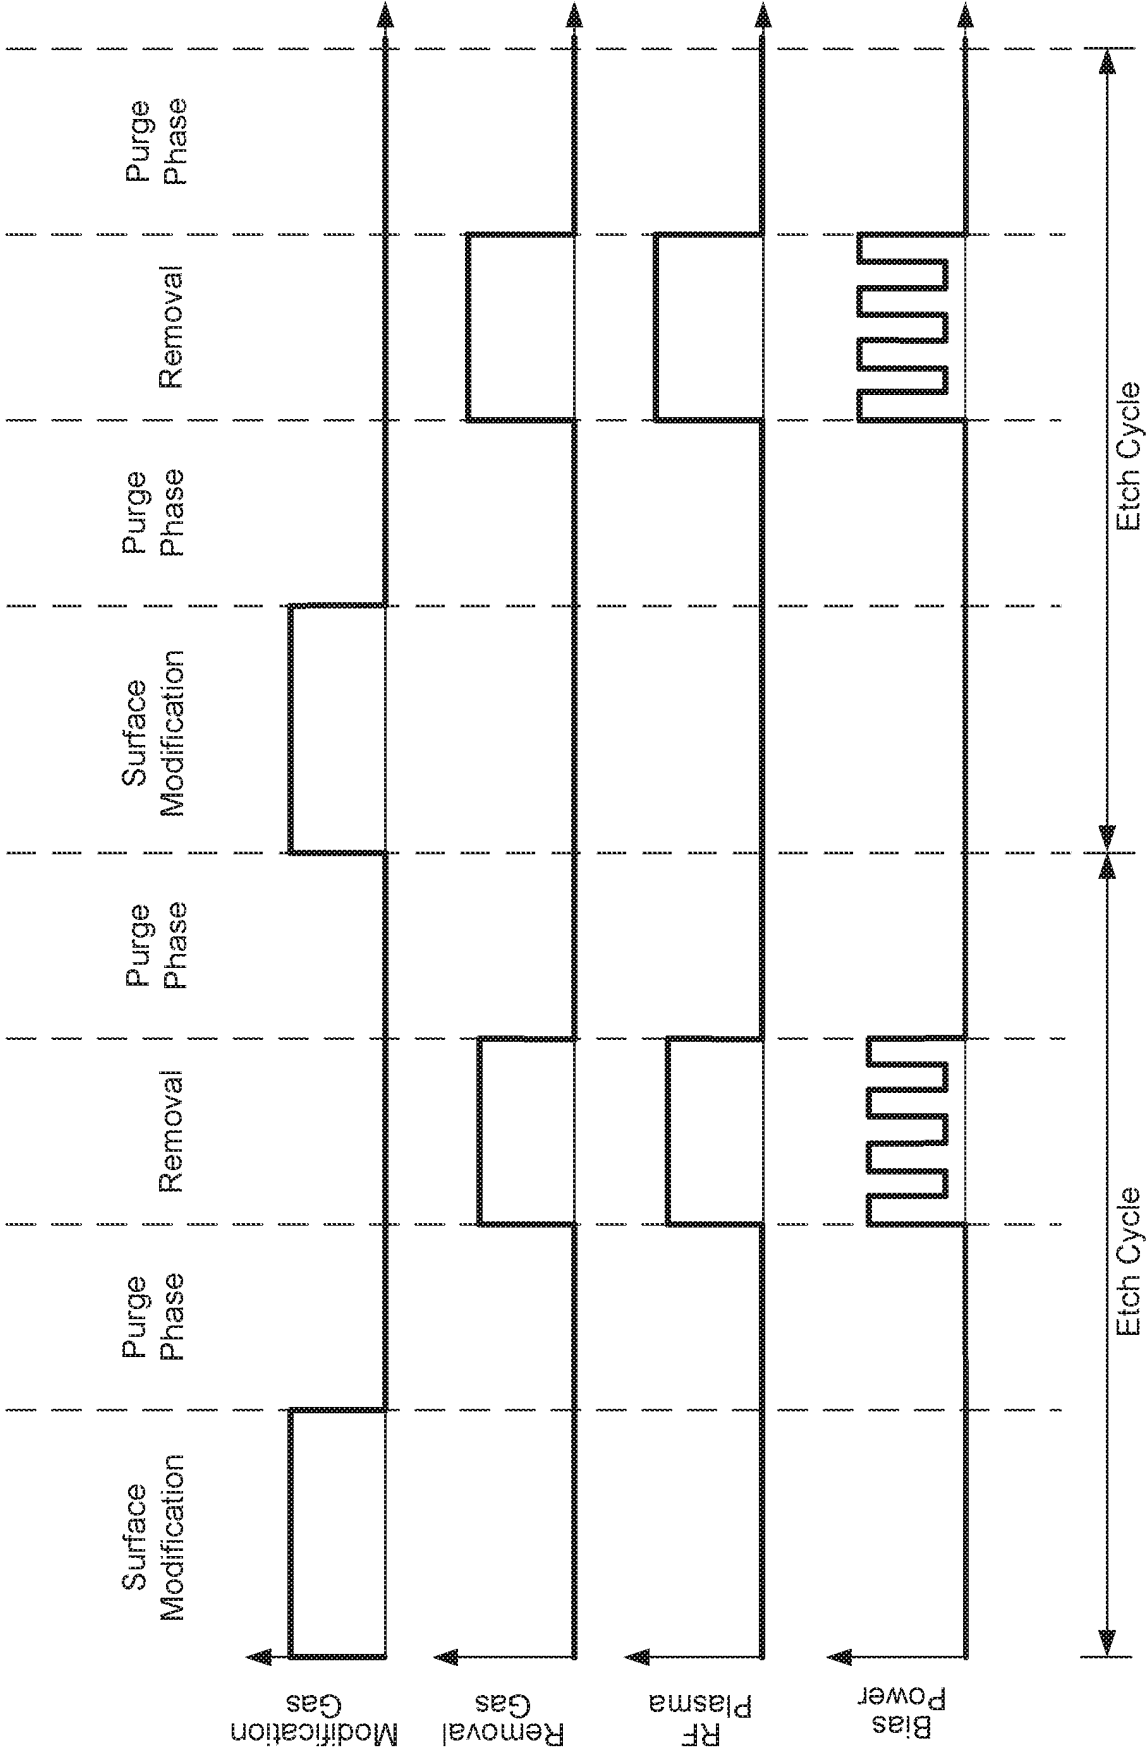 Surface
Modification
Purge
Phase
Removal
Purge
Phase
Surface
Modification
Purge
Phase
Removal
Purge
Phase
Modification
Gas
Removal
Gas
RF
Plasma
Bias
Power
Etch Cycle
Etch Cycle